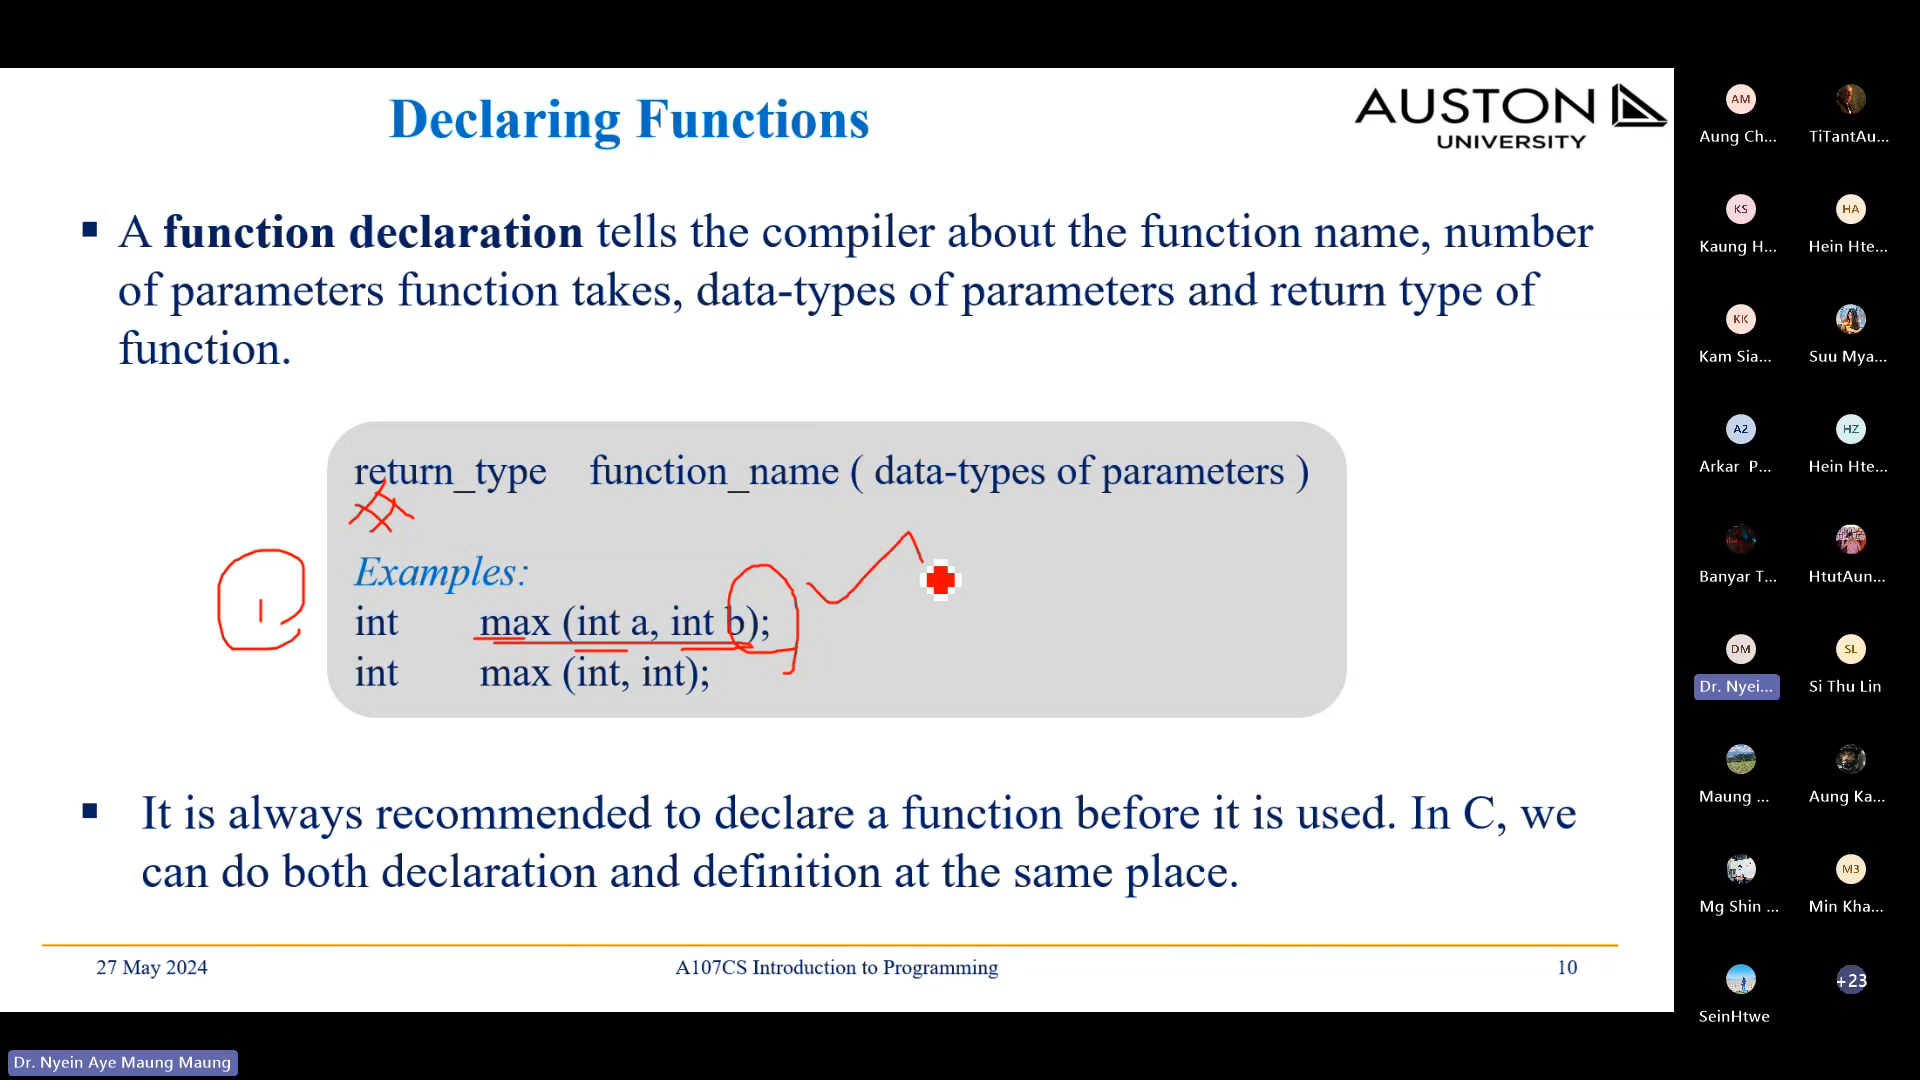 Declaring Functions
AUSTON
UNIVERSITY
▪ A function declaration tells the compiler about the function name, number
of parameters function takes, data-types of parameters and return type of
function.
return_type function_name ( data-types of parameters )
#
Examples:
1
int max (int a, int b);
int max (int, int);
▪ It is always recommended to declare a function before it is used. In C, we
can do both declaration and definition at the same place.
27 May 2024 A107CS Introduction to Programming 10
AM
Aung Ch... TiTantAu...
KS HA
Kaung H... Hein Hte...
KK
Kam Sia... Suu Mya...
A2 HZ
Arkar P... Hein Hte...
Banyar T... HtutAun...
DM SL
Dr. Nyei... Si Thu Lin
Maung ... Aung Ka...
M3
Mg Shin ... Min Kha...
+23
SeinHtwe
Dr. Nyein Aye Maung Maung